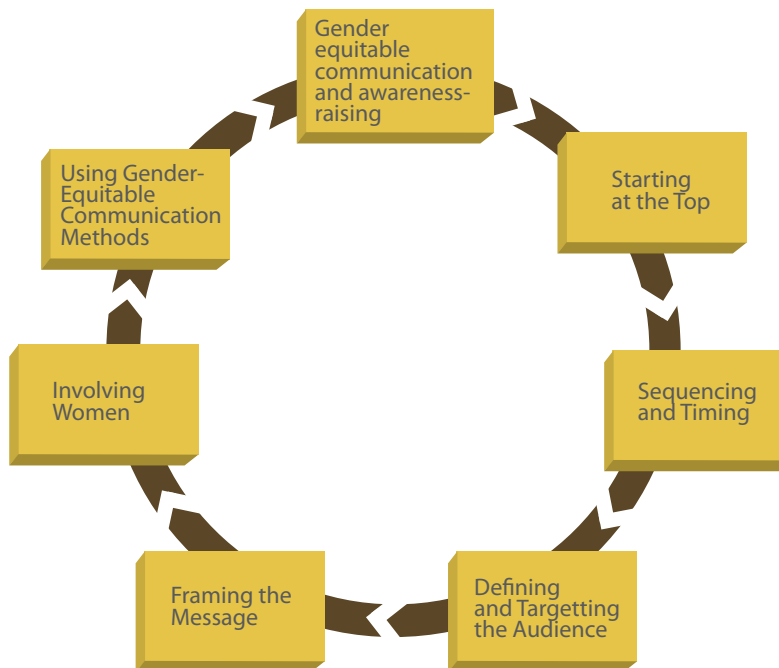 Gender
equitable
communication
and awareness-
raising
Starting
at the Top
Sequencing
and Timing
Defining
and Targetting
the Audience
Framing the
Message
Involving
Women
Using Gender-
Equitable
Communication
Methods